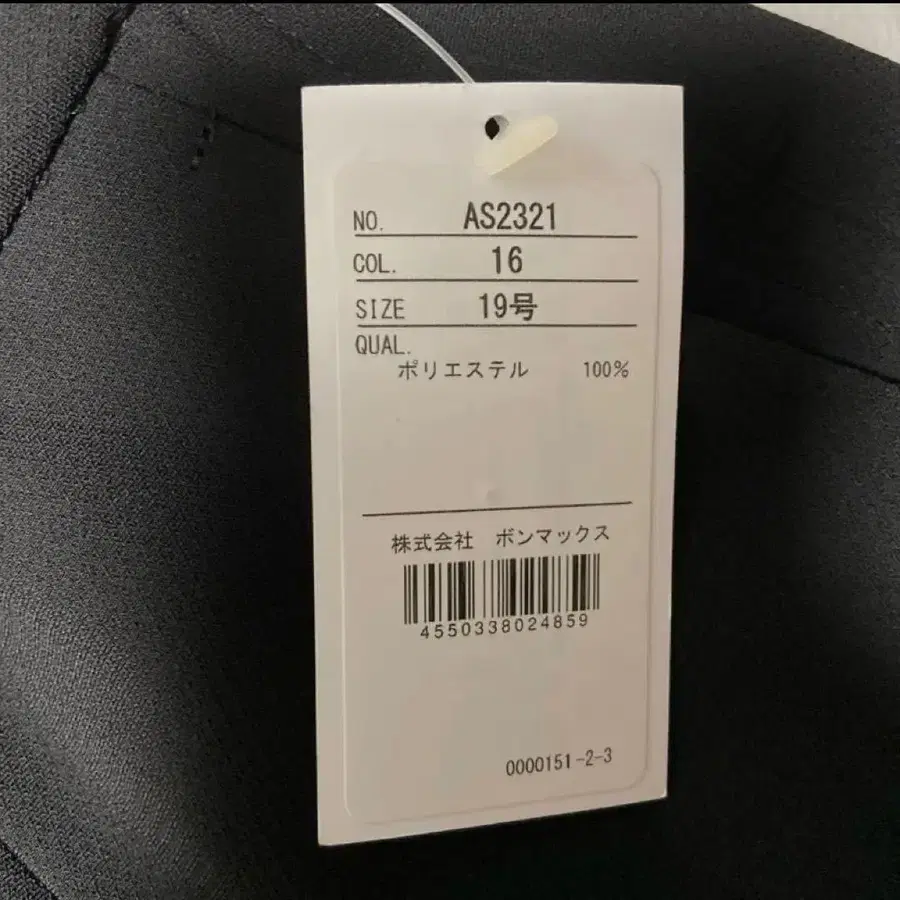 NO. AS2321
COL. 16
SIZE 19号
QUAL.
ポリエステル 100%
株式会社 ボンマックス
4550338024859
0000151-2-3